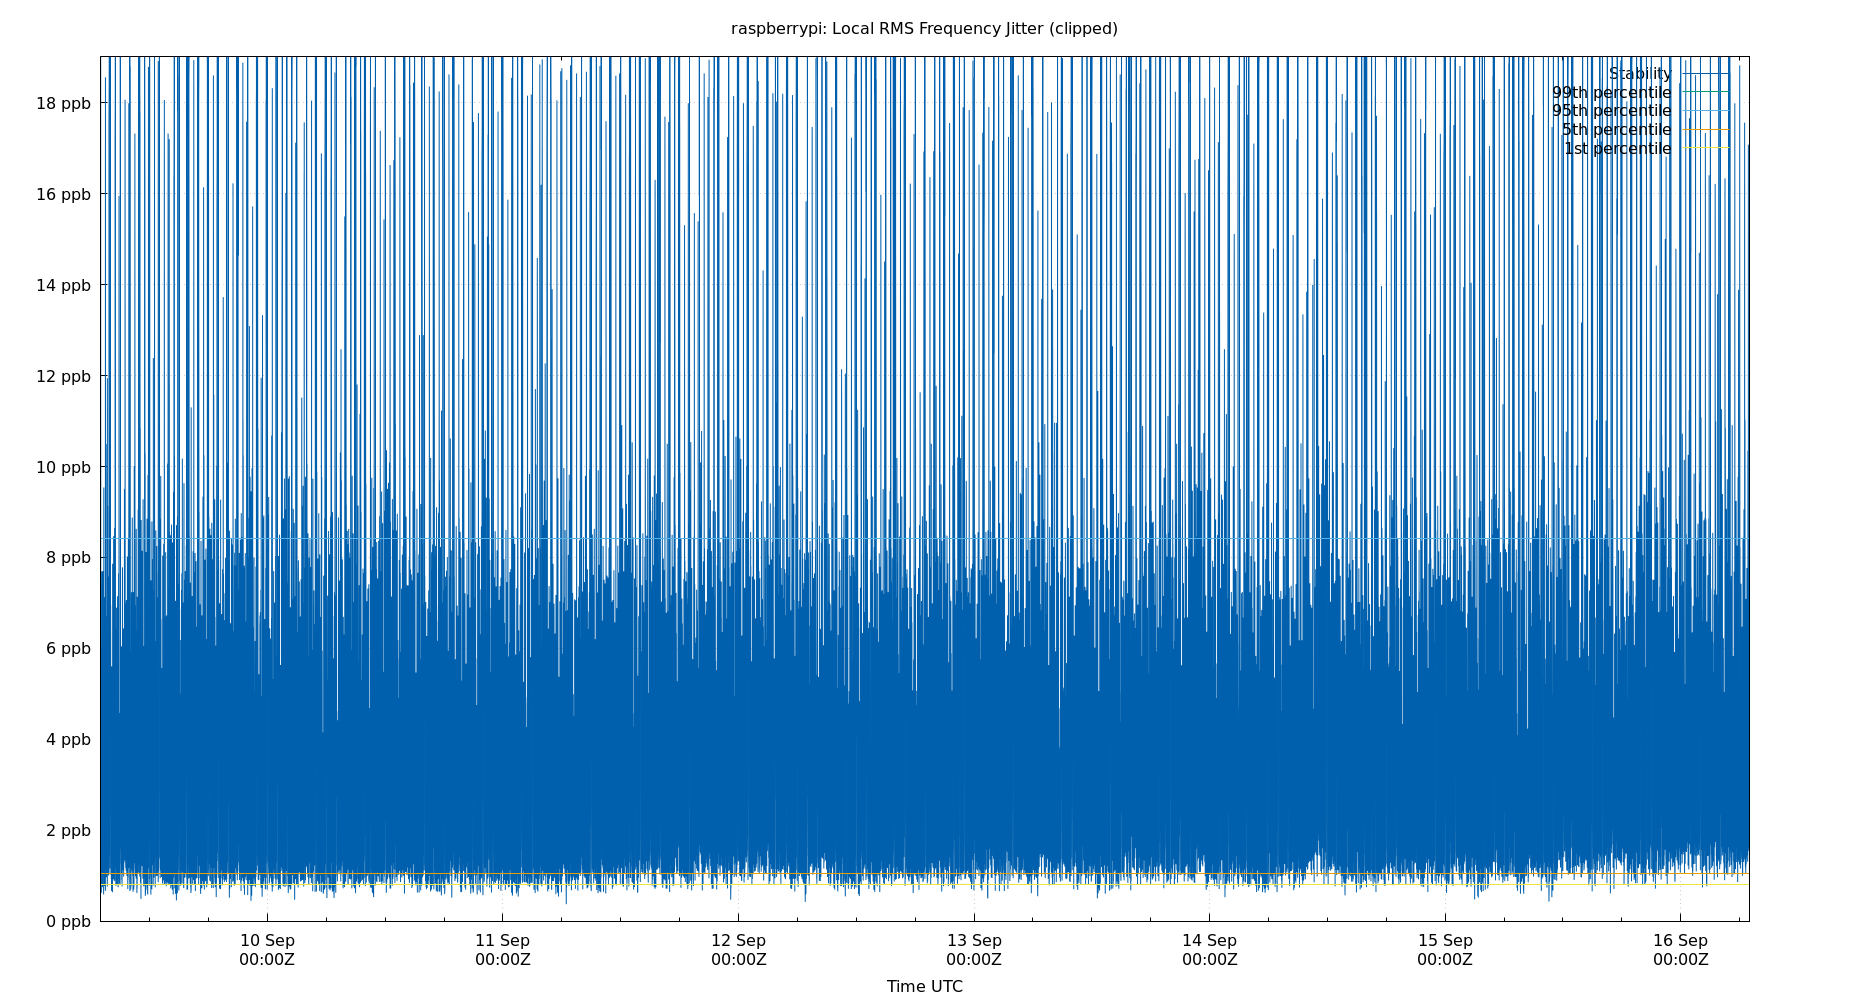 raspberrypi: Local RMS Frequency Jitter (clipped)
Stability
99th percentile
95th percentile
5th percentile
1st percentile
18 ppb
16 ppb
14 ppb
12 ppb
10 ppb
8 ppb
6 ppb
4 ppb
2 ppb
0 ppb
10 Sep 11 Sep 12 Sep 13 Sep 14 Sep 15 Sep 16 Sep
00:00Z 00:00Z 00:00Z 00:00Z 00:00Z 00:00Z 00:00Z
Time UTC